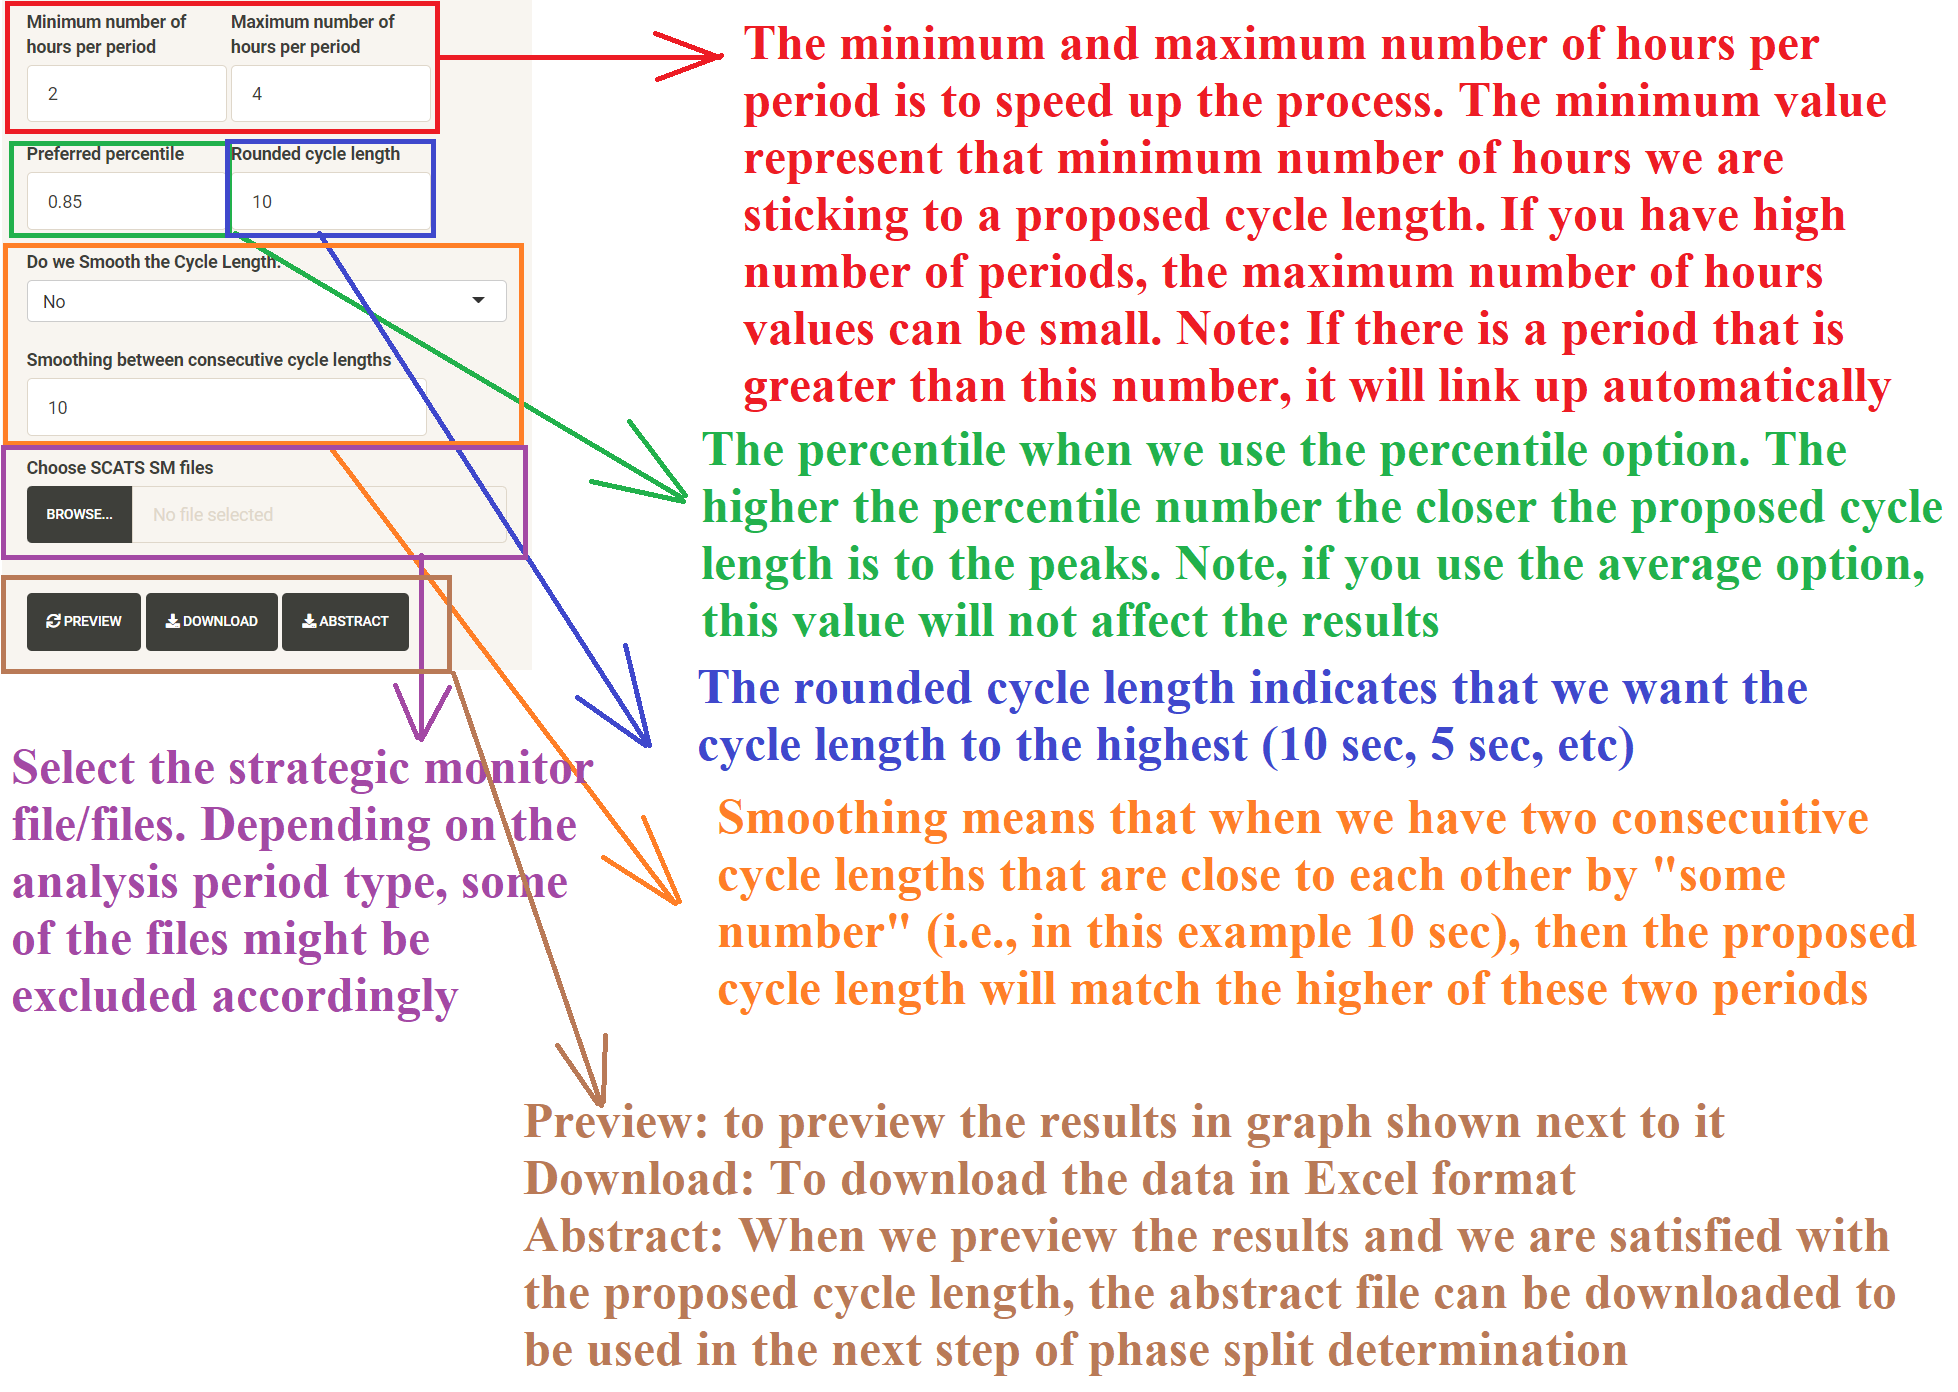 Minimum number of
hours per period
Maximum number of
hours per period
2
4
Preferred percentile
Rounded cycle length
0.85
10
Do we Smooth the Cycle Length:
No
Smoothing between consecutive cycle lengths
10
Choose SCATS SM files
BROWSE...
No file selected
PREVIEW
DOWNLOAD
ABSTRACT
The minimum and maximum number of hours per
period is to speed up the process. The minimum value
represent that minimum number of hours we are
sticking to a proposed cycle length. If you have high
number of periods, the maximum number of hours
values can be small. Note: If there is a period that is
greater than this number, it will link up automatically
The percentile when we use the percentile option. The
higher the percentile number the closer the proposed cycle
length is to the peaks. Note, if you use the average option,
this value will not affect the results
The rounded cycle length indicates that we want the
cycle length to the highest (10 sec, 5 sec, etc)
Smoothing means that when we have two consecuitive
cycle lengths that are close to each other by "some
number" (i.e., in this example 10 sec), then the proposed
cycle length will match the higher of these two periods
Select the strategic monitor
file/files. Depending on the
analysis period type, some
of the files might be
excluded accordingly
Preview: to preview the results in graph shown next to it
Download: To download the data in Excel format
Abstract: When we preview the results and we are satisfied with
the proposed cycle length, the abstract file can be downloaded to
be used in the next step of phase split determination